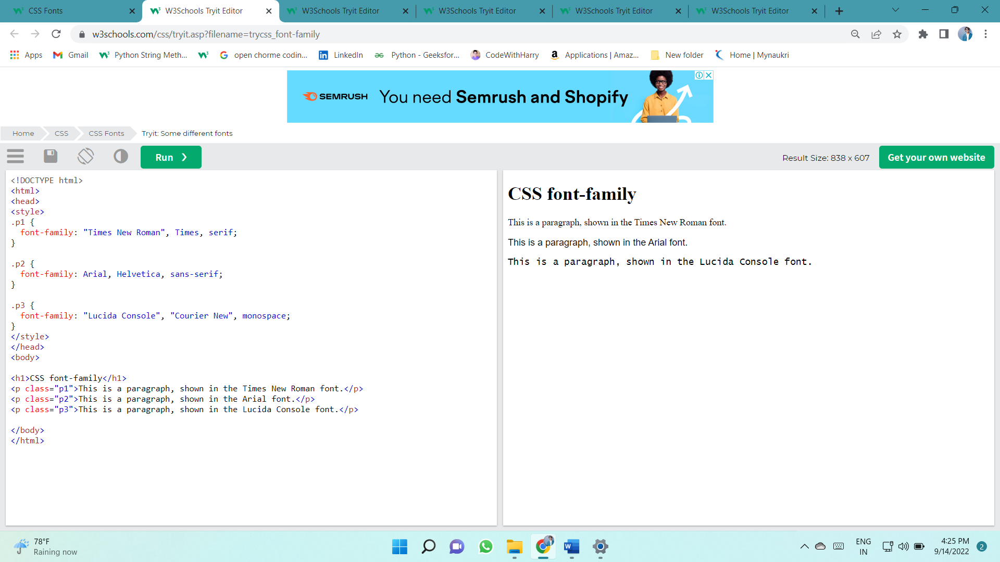 CSS Fonts
W3Schools Tryit Editor
W3Schools Tryit Editor
W3Schools Tryit Editor
W3Schools Tryit Editor
W3Schools Tryit Editor
w3schools.com/css/tryit.asp?filename=trycss_font-family
Apps
Gmail
Python String Meth...
open chorme codin...
LinkedIn
Python - Geeksfor...
CodeWithHarry
Applications | Amaz...
New folder
Home | Mynaukri
SEMRUSH
You need Semrush and Shopify
Home
CSS
CSS Fonts
Tryit: Some different fonts
Run ❯
Result Size: 838 x 607
Get your own website
<!DOCTYPE html>
<html>
<head>
<style>
.p1 {
  font-family: "Times New Roman", Times, serif;
}
.p2 {
  font-family: Arial, Helvetica, sans-serif;
}
.p3 {
  font-family: "Lucida Console", "Courier New", monospace;
}
</style>
</head>
<body>
<h1>CSS font-family</h1>
<p class="p1">This is a paragraph, shown in the Times New Roman font.</p>
<p class="p2">This is a paragraph, shown in the Arial font.</p>
<p class="p3">This is a paragraph, shown in the Lucida Console font.</p>
</body>
</html>
CSS font-family
This is a paragraph, shown in the Times New Roman font.
This is a paragraph, shown in the Arial font.
This is a paragraph, shown in the Lucida Console font.
78°F
Raining now
ENG
IN
4:25 PM
9/14/2022
2